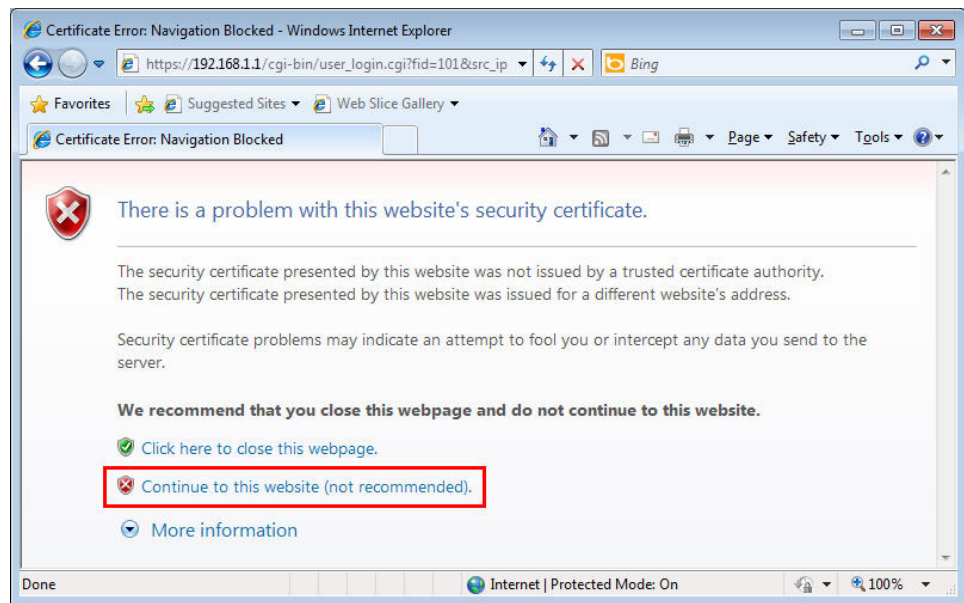 Certificate Error: Navigation Blocked - Windows Internet Explorer
https://192.168.1.1/cgi-bin/user_login.cgi?fid=101&src_ip
Bing
Favorites
Suggested Sites
Web Slice Gallery
Certificate Error: Navigation Blocked
Page
Safety
Tools
There is a problem with this website's security certificate.
The security certificate presented by this website was not issued by a trusted certificate authority.
The security certificate presented by this website was issued for a different website's address.
Security certificate problems may indicate an attempt to fool you or intercept any data you send to the
server.
We recommend that you close this webpage and do not continue to this website.
Click here to close this webpage.
Continue to this website (not recommended).
More information
Done
Internet | Protected Mode: On
100%